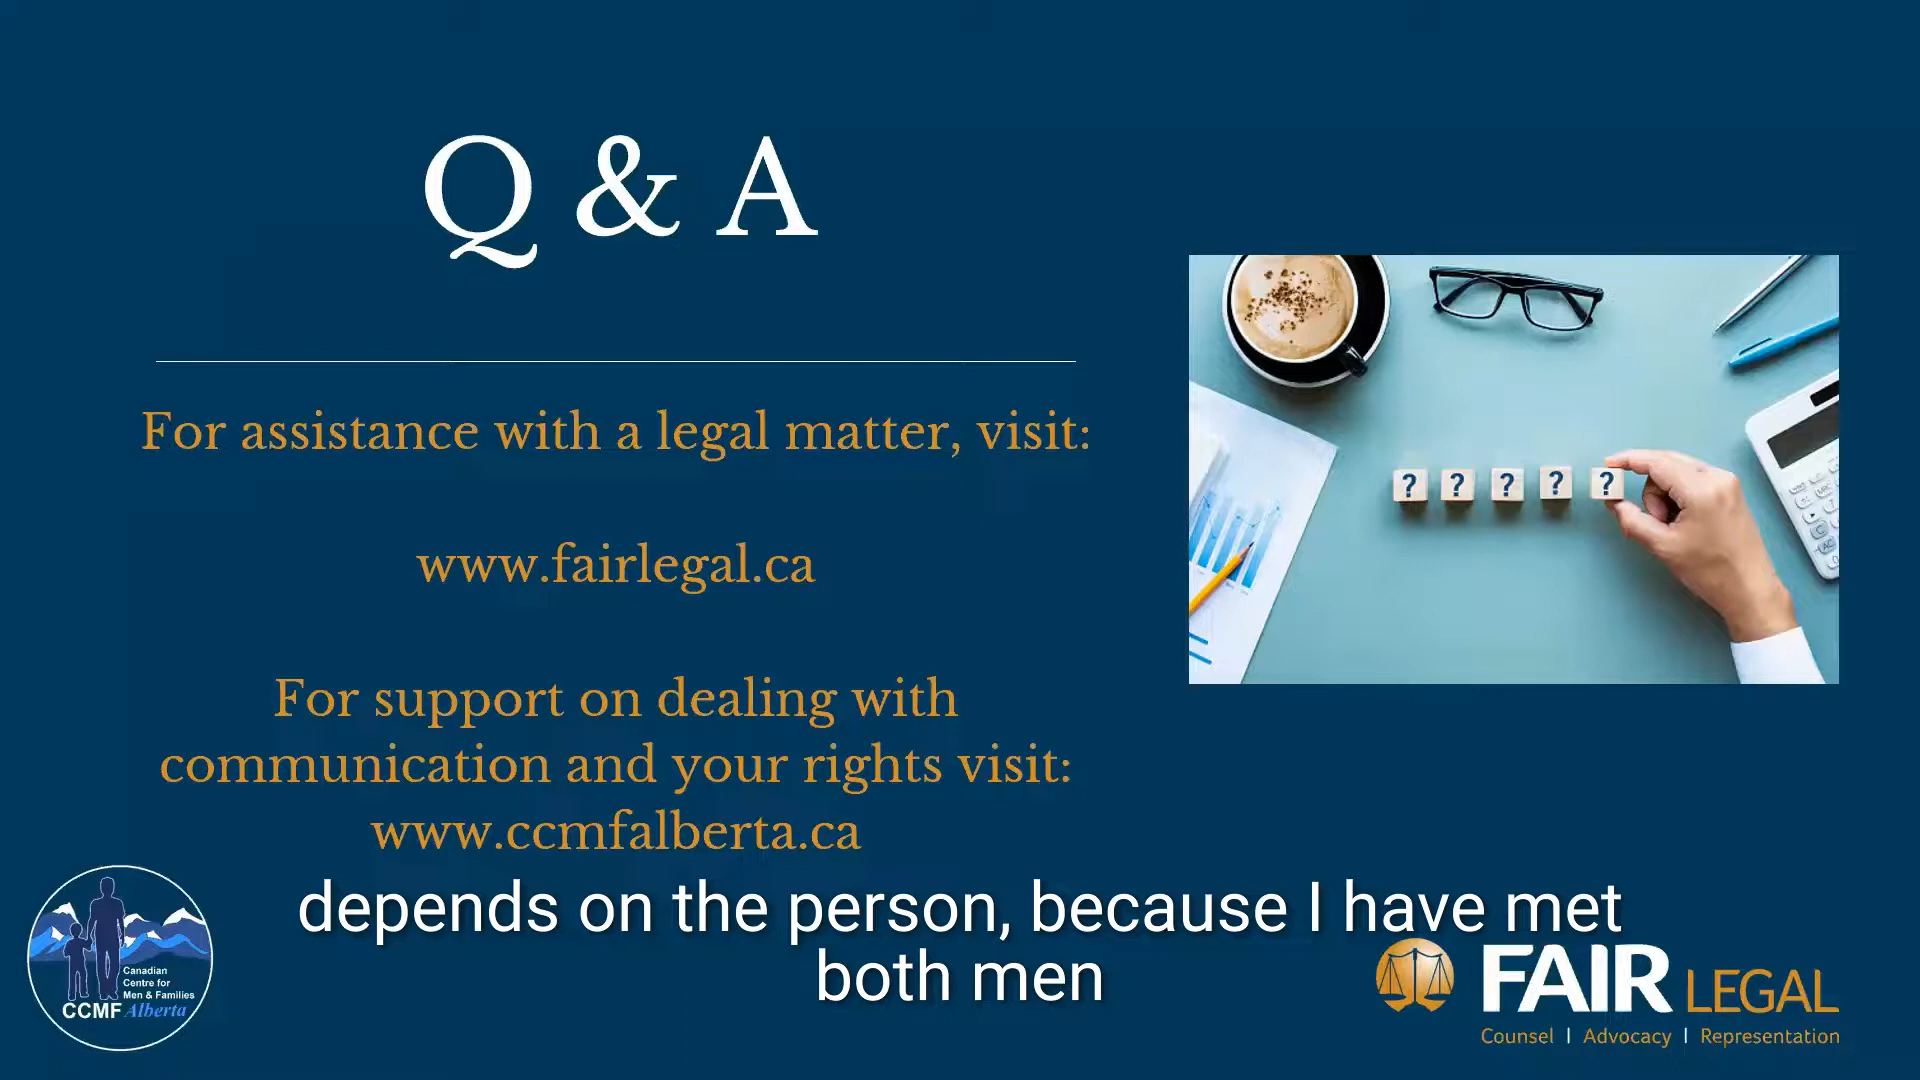 Q & A
For assistance with a legal matter, visit:
www.fairlegal.ca
For support on dealing with
communication and your rights visit:
www.ccmfalberta.ca
? ? ? ? ?
depends on the person, because I have met
both men
Canadian
Centre for
Men & Families
CCMF Alberta
FAIR LEGAL
Counsel | Advocacy | Representation